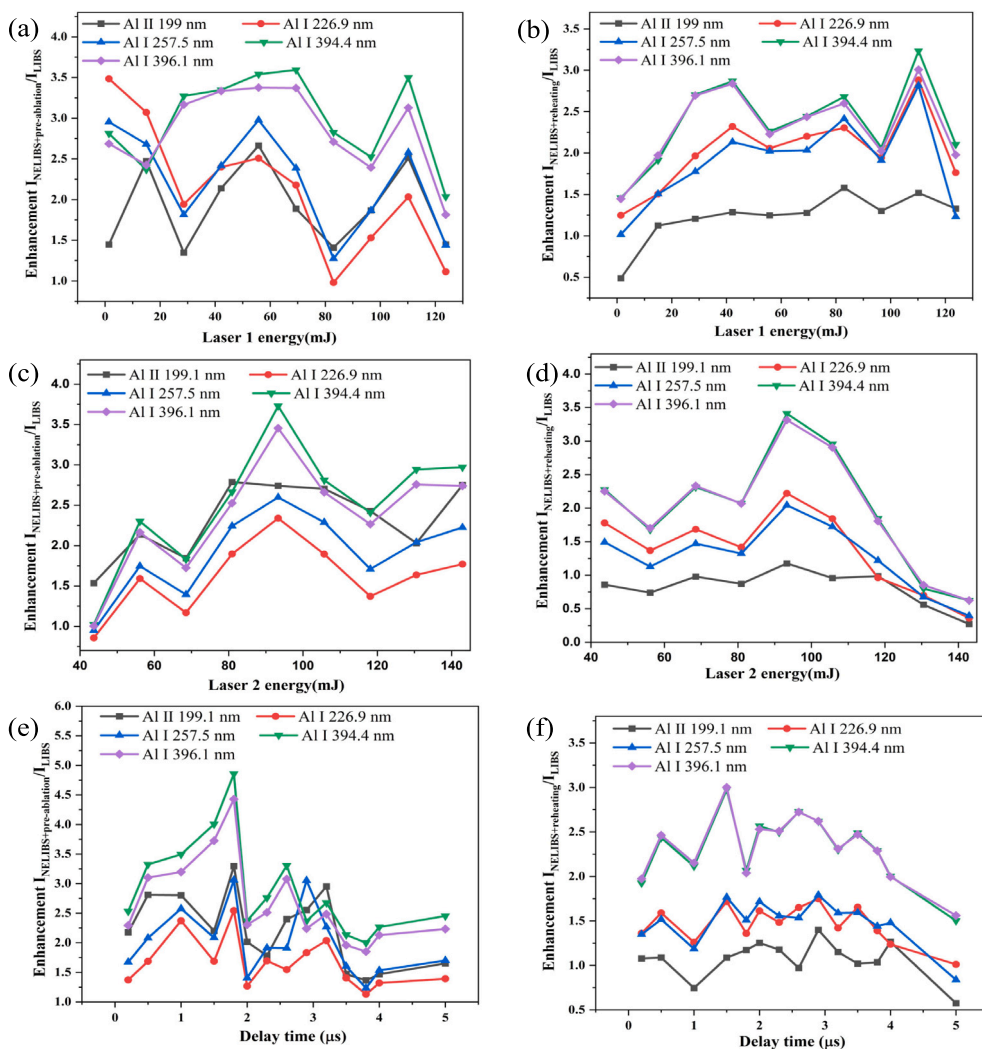 (a)
Al II 199 nm Al I 226.9 nm
Al I 257.5 nm Al I 394.4 nm
Al I 396.1 nm
Enhancement I_NELIBS+pre-ablation/I_LIBS
4.0
3.5
3.0
2.5
2.0
1.5
1.0
0 20 40 60 80 100 120
Laser 1 energy(mJ)
(b)
Al II 199 nm Al I 226.9 nm
Al I 257.5 nm Al I 394.4 nm
Al I 396.1 nm
Enhancement I_NELIBS+reheating/I_LIBS
3.5
3.0
2.5
2.0
1.5
1.0
0.5
0 20 40 60 80 100 120
Laser 1 energy(mJ)
(c)
Al II 199.1 nm Al I 226.9 nm
Al I 257.5 nm Al I 394.4 nm
Al I 396.1 nm
Enhancement I_NELIBS+pre-ablation/I_LIBS
4.0
3.5
3.0
2.5
2.0
1.5
1.0
40 60 80 100 120 140
Laser 2 energy(mJ)
(d)
Al II 199.1 nm Al I 226.9 nm
Al I 257.5 nm Al I 394.4 nm
Al I 396.1 nm
Enhancement I_NELIBS+reheating/I_LIBS
4.0
3.5
3.0
2.5
2.0
1.5
1.0
0.5
0.0
40 60 80 100 120 140
Laser 2 energy(mJ)
(e)
Al II 199.1 nm Al I 226.9 nm
Al I 257.5 nm Al I 394.4 nm
Al I 396.1 nm
Enhancement I_NELIBS+pre-ablation/I_LIBS
6.0
5.5
5.0
4.5
4.0
3.5
3.0
2.5
2.0
1.5
1.0
0 1 2 3 4 5
Delay time (μs)
(f)
Al II 199.1 nm Al I 226.9 nm
Al I 257.5 nm Al I 394.4 nm
Al I 396.1 nm
Enhancement I_NELIBS+reheating/I_LIBS
3.5
3.0
2.5
2.0
1.5
1.0
0.5
0 1 2 3 4 5
Delay time (μs)